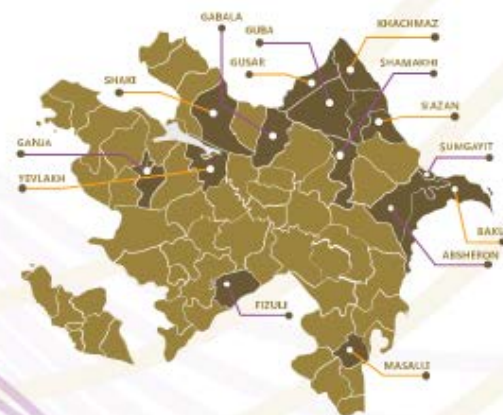 GABALA
GUBA
KHACHMAZ
GUSAR
SHAMAKHI
SHAKI
SIAZAN
GANJA
SUMGAYIT
YEVLAKH
BAKU
ABSHERON
FIZULI
MASALLI